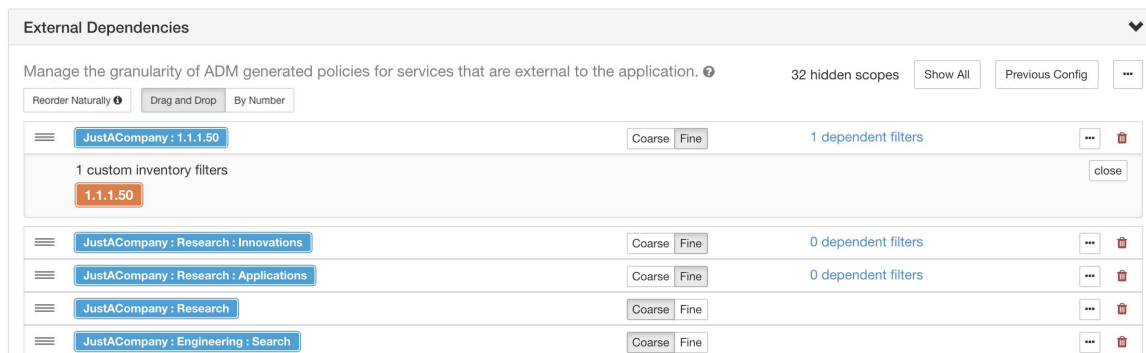 External Dependencies
Manage the granularity of ADM generated policies for services that are external to the application. 32 hidden scopes Show All Previous Config
Reorder Naturally Drag and Drop By Number
JustACompany : 1.1.1.50 Coarse Fine 1 dependent filters
1 custom inventory filters close
1.1.1.50
JustACompany : Research : Innovations Coarse Fine 0 dependent filters
JustACompany : Research : Applications Coarse Fine 0 dependent filters
JustACompany : Research Coarse Fine
JustACompany : Engineering : Search Coarse Fine